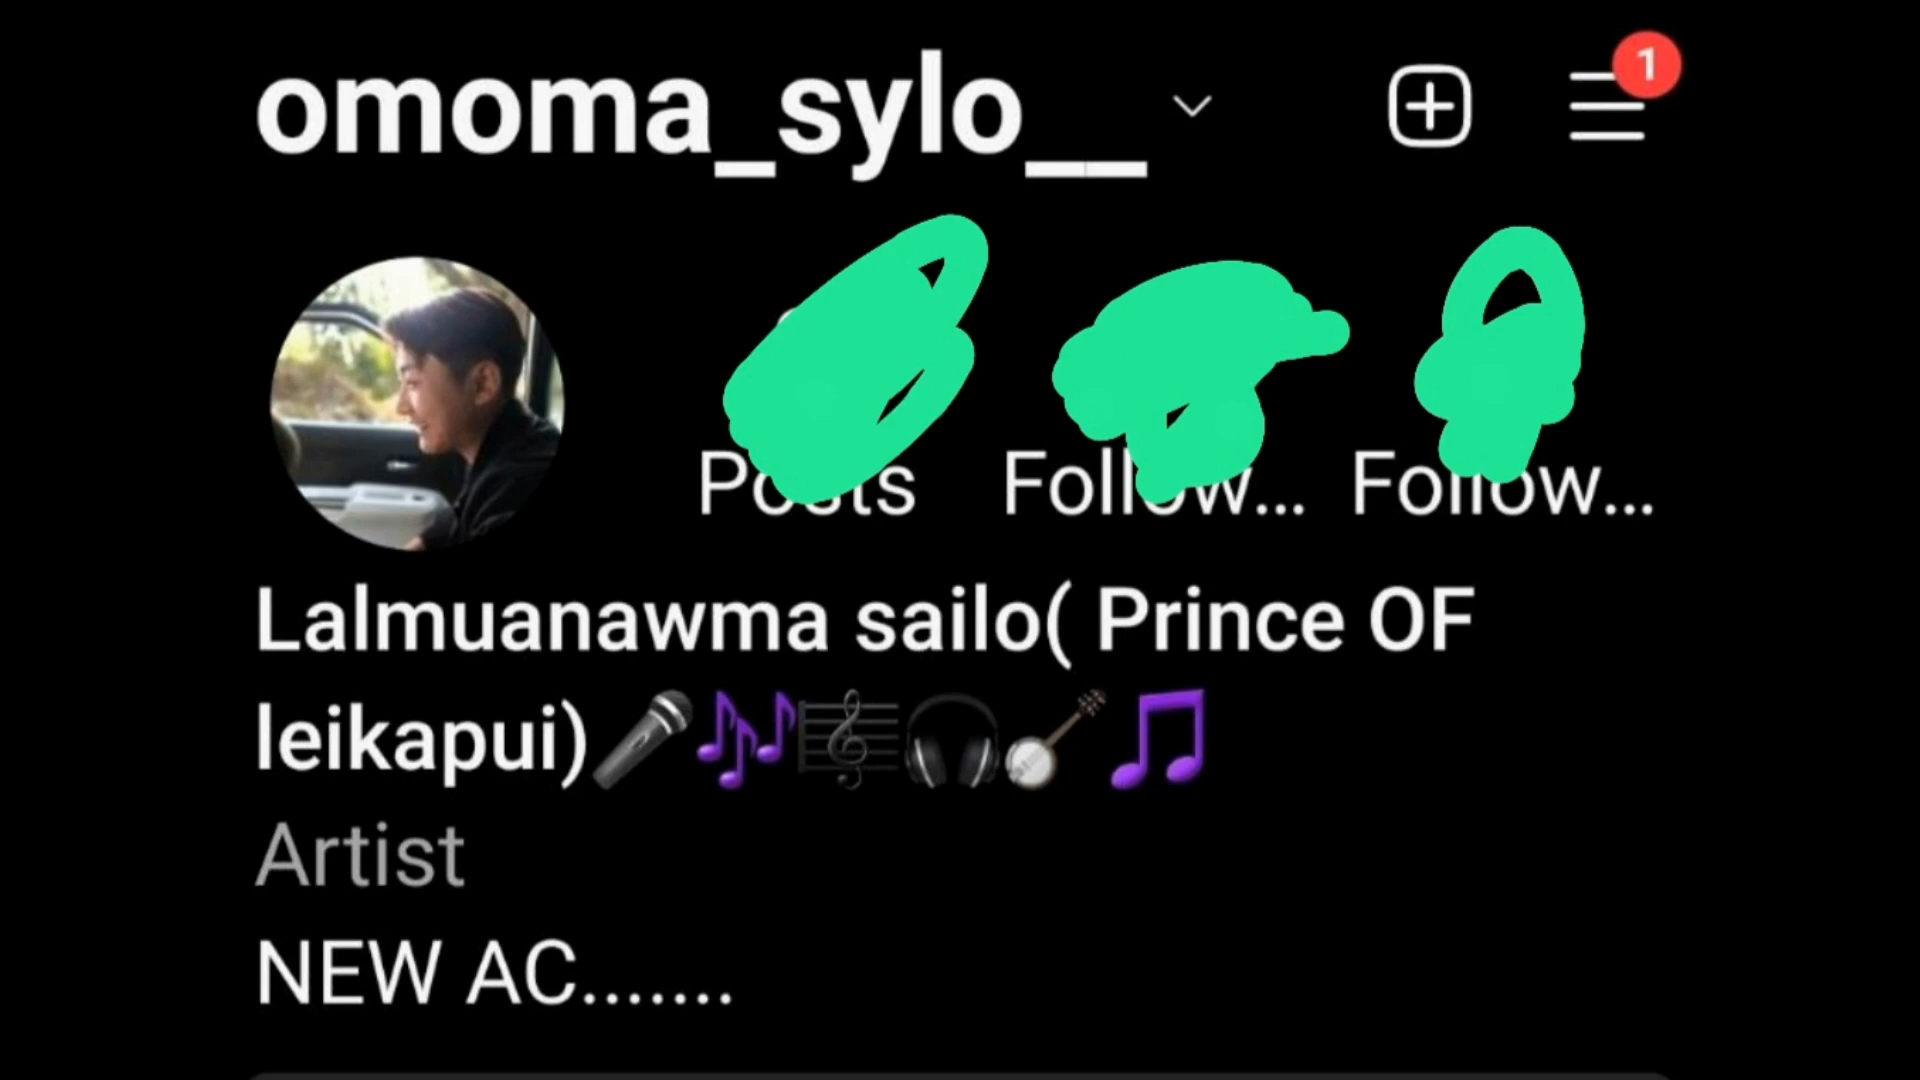 omoma_sylo__
1
Posts Follow... Follow...
Lalmuanawma sailo( Prince OF
leikapui)🎤🎶🎼🎧🪕🎵
Artist
NEW AC.......